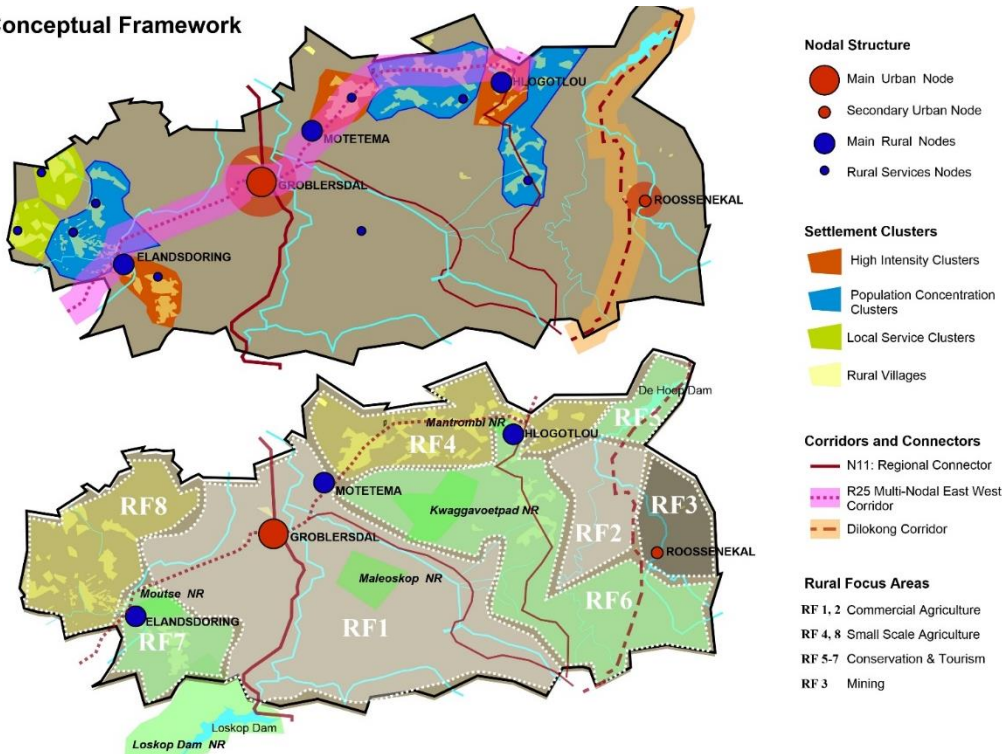 Conceptual Framework
HLOGOTLOU
MOTETEMA
GROBLERSDAL
ROOSSENEKAL
ELANDSDORING
De Hoop Dam
RF5
Mantrombi NR
HLOGOTLOU
RF4
RF8
MOTETEMA
RF3
Kwaggavoetpad NR
RF2
GROBLERSDAL
ROOSSENEKAL
Maleoskop NR
Moutse NR
RF6
ELANDSDORING
RF1
RF7
Loskop Dam
Loskop Dam NR
Nodal Structure
Main Urban Node
Secondary Urban Node
Main Rural Nodes
Rural Services Nodes
Settlement Clusters
High Intensity Clusters
Population Concentration
Clusters
Local Service Clusters
Rural Villages
Corridors and Connectors
N11: Regional Connector
R25 Multi-Nodal East West
Corridor
Dilokong Corridor
Rural Focus Areas
RF 1, 2 Commercial Agriculture
RF 4, 8 Small Scale Agriculture
RF 5-7 Conservation & Tourism
RF 3 Mining